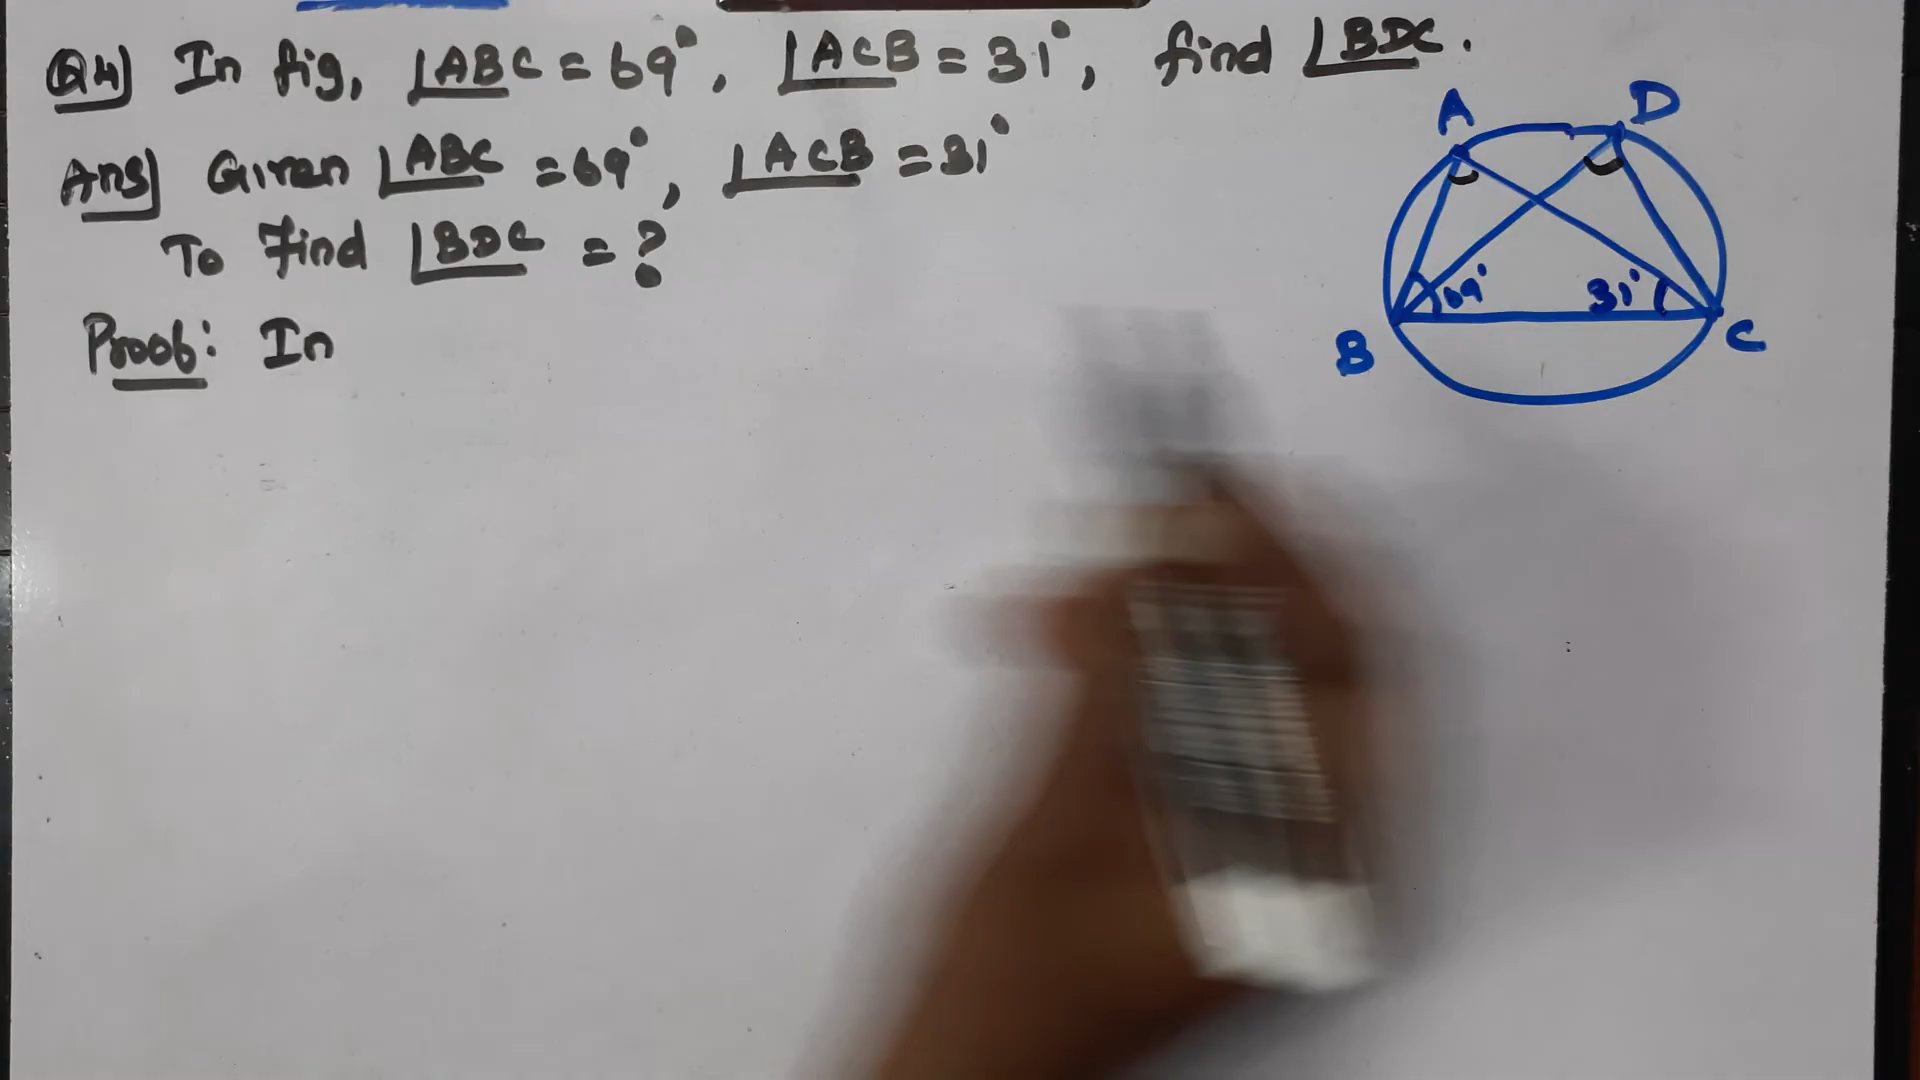 Q4) In fig, ∠ABC = 69°, ∠ACB = 31°, find ∠BDC.
Ans) Given ∠ABC = 69°, ∠ACB = 31°
To Find ∠BDC = ?
Proof: In
A D
69° 31°
B C